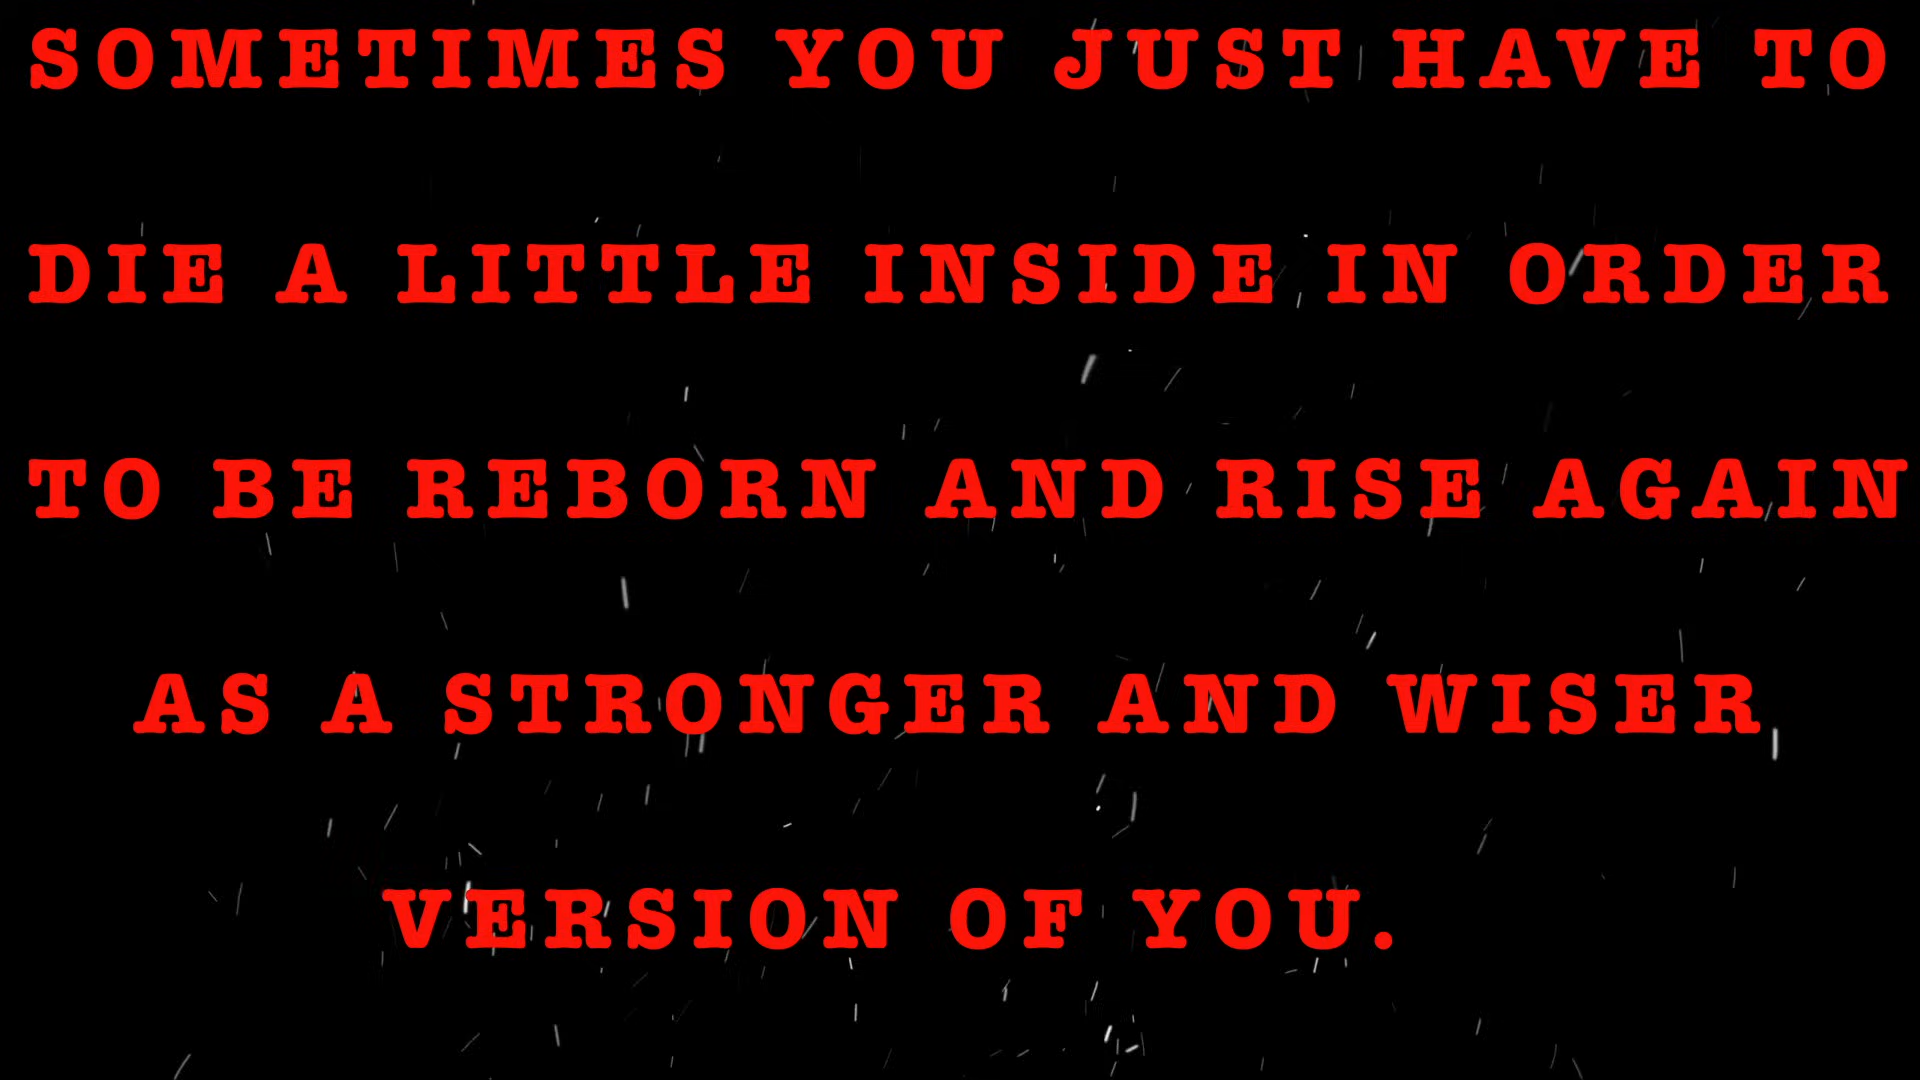 SOMETIMES YOU JUST HAVE TO
DIE A LITTLE INSIDE IN ORDER
TO BE REBORN AND RISE AGAIN
AS A STRONGER AND WISER
VERSION OF YOU.